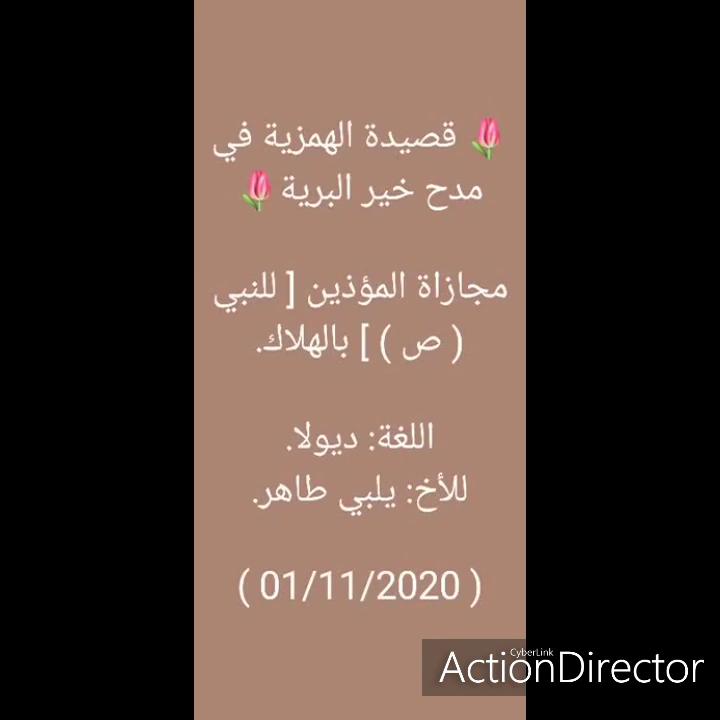 🌷 قصيدة الهمزية في
مدح خير البرية 🌷
مجازاة المؤذين [ للنبي
( ص ) ] بالهلاك.
اللغة: ديولا.
للأخ: يلبي طاهر.
( 01/11/2020 )
CyberLink
ActionDirector